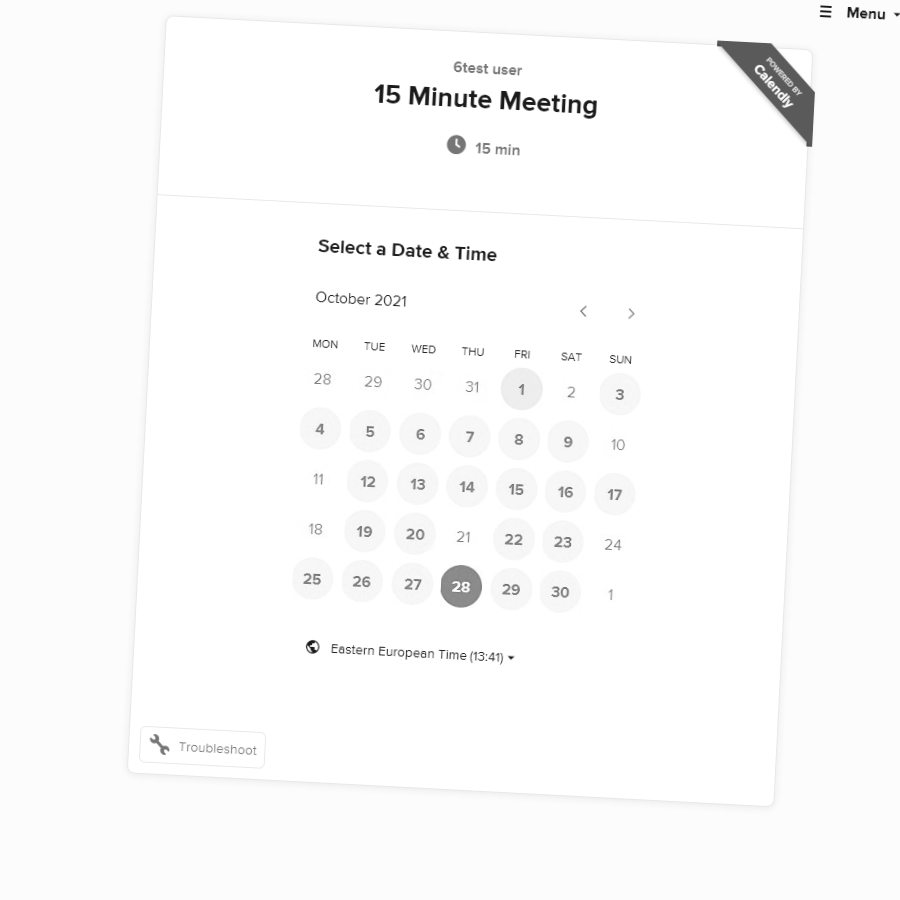 Menu
6test user
15 Minute Meeting
15 min
POWERED BY
Calendly
Select a Date & Time
October 2021
MON TUE WED THU FRI SAT SUN
28 29 30 31 1 2 3
4 5 6 7 8 9 10
11 12 13 14 15 16 17
18 19 20 21 22 23 24
25 26 27 28 29 30 1
Eastern European Time (13:41)
Troubleshoot